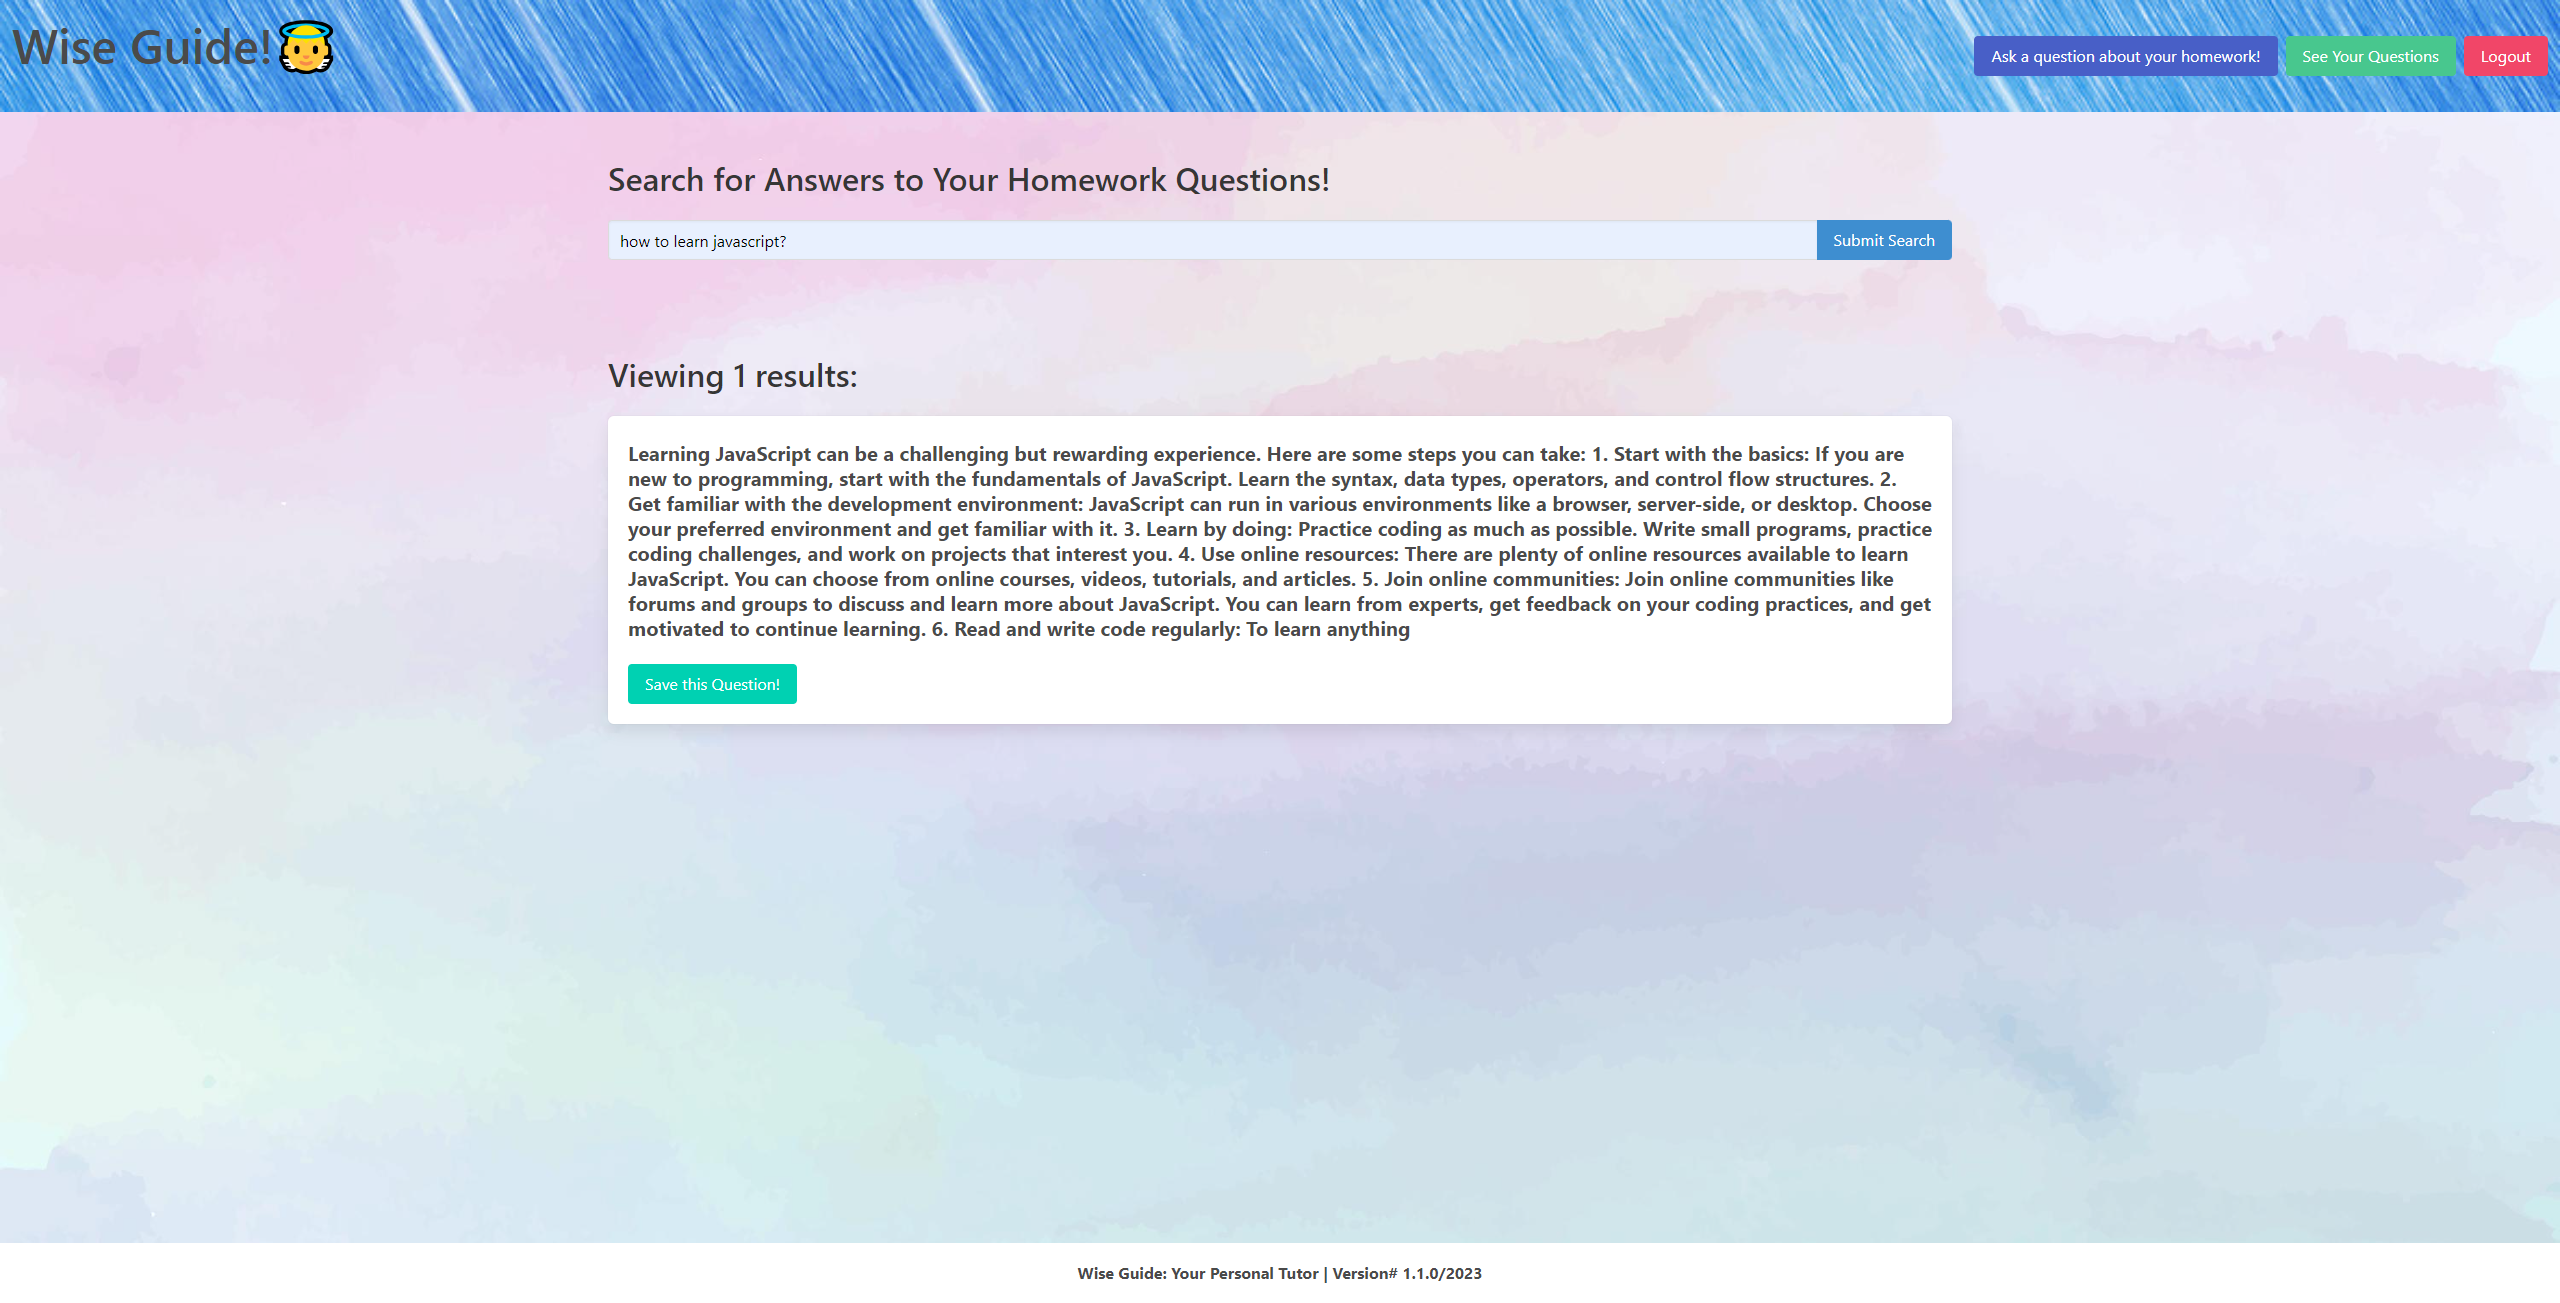 Wise Guide!
Ask a question about your homework!
See Your Questions
Logout
Search for Answers to Your Homework Questions!
how to learn javascript?
Submit Search
Viewing 1 results:
Learning JavaScript can be a challenging but rewarding experience. Here are some steps you can take: 1. Start with the basics: If you are
new to programming, start with the fundamentals of JavaScript. Learn the syntax, data types, operators, and control flow structures. 2.
Get familiar with the development environment: JavaScript can run in various environments like a browser, server-side, or desktop. Choose
your preferred environment and get familiar with it. 3. Learn by doing: Practice coding as much as possible. Write small programs, practice
coding challenges, and work on projects that interest you. 4. Use online resources: There are plenty of online resources available to learn
JavaScript. You can choose from online courses, videos, tutorials, and articles. 5. Join online communities: Join online communities like
forums and groups to discuss and learn more about JavaScript. You can learn from experts, get feedback on your coding practices, and get
motivated to continue learning. 6. Read and write code regularly: To learn anything
Save this Question!
Wise Guide: Your Personal Tutor | Version# 1.1.0/2023